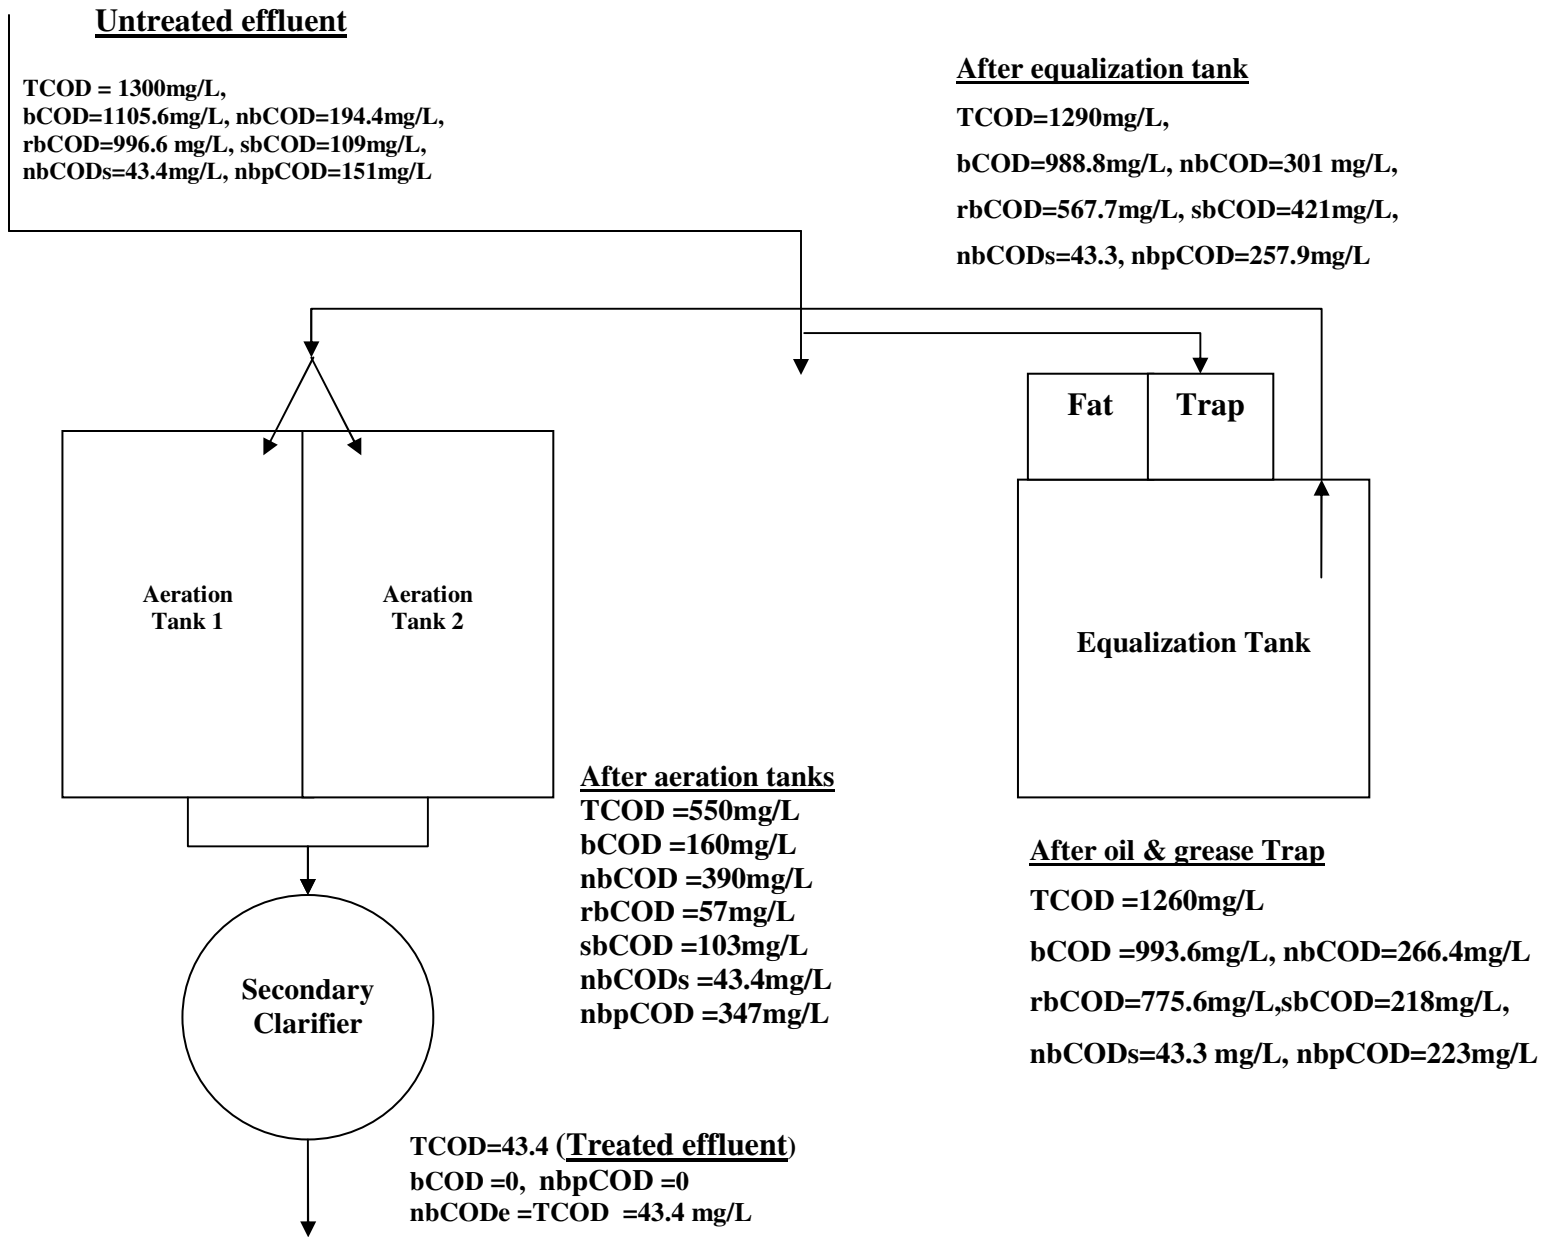 Untreated effluent
TCOD = 1300mg/L,
bCOD=1105.6mg/L, nbCOD=194.4mg/L,
rbCOD=996.6 mg/L, sbCOD=109mg/L,
nbCODs=43.4mg/L, nbpCOD=151mg/L
After equalization tank
TCOD=1290mg/L,
bCOD=988.8mg/L, nbCOD=301 mg/L,
rbCOD=567.7mg/L, sbCOD=421mg/L,
nbCODs=43.3, nbpCOD=257.9mg/L
Fat Trap
Equalization Tank
Aeration
Tank 1
Aeration
Tank 2
After aeration tanks
TCOD =550mg/L
bCOD =160mg/L
nbCOD =390mg/L
rbCOD =57mg/L
sbCOD =103mg/L
nbCODs =43.4mg/L
nbpCOD =347mg/L
After oil & grease Trap
TCOD =1260mg/L
bCOD =993.6mg/L, nbCOD=266.4mg/L
rbCOD=775.6mg/L,sbCOD=218mg/L,
nbCODs=43.3 mg/L, nbpCOD=223mg/L
Secondary
Clarifier
TCOD=43.4 (Treated effluent)
bCOD =0, nbpCOD =0
nbCODe =TCOD =43.4 mg/L